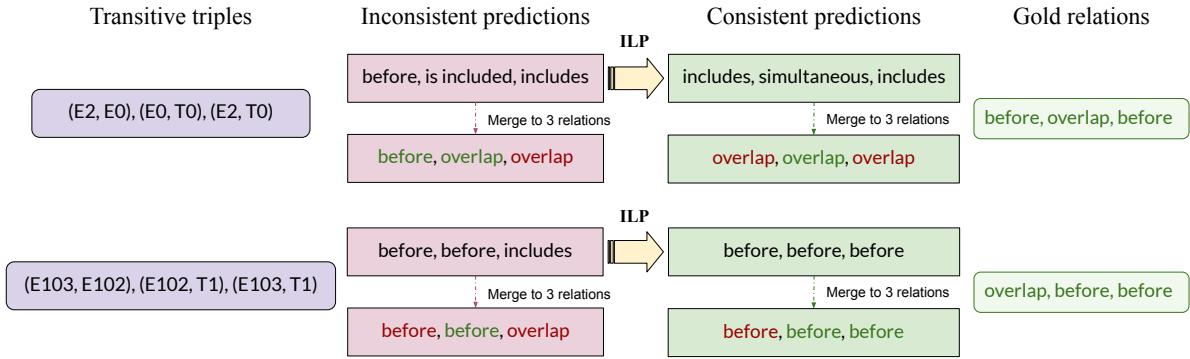 Transitive triples
Inconsistent predictions
Consistent predictions
Gold relations
ILP
before, is included, includes
includes, simultaneous, includes
(E2, E0), (E0, T0), (E2, T0)
Merge to 3 relations
Merge to 3 relations
before, overlap, before
before, overlap, overlap
overlap, overlap, overlap
ILP
before, before, includes
before, before, before
(E103, E102), (E102, T1), (E103, T1)
Merge to 3 relations
Merge to 3 relations
overlap, before, before
before, before, overlap
before, before, before